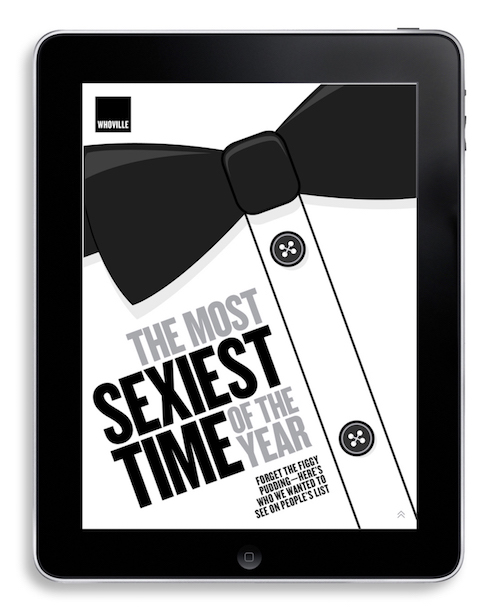 WHOVILLE
THE MOST
SEXIEST
TIME
OF THE
YEAR
FORGET THE FIGGY
PUDDING—HERE'S
WHO WE WANTED TO
SEE ON PEOPLE'S LIST